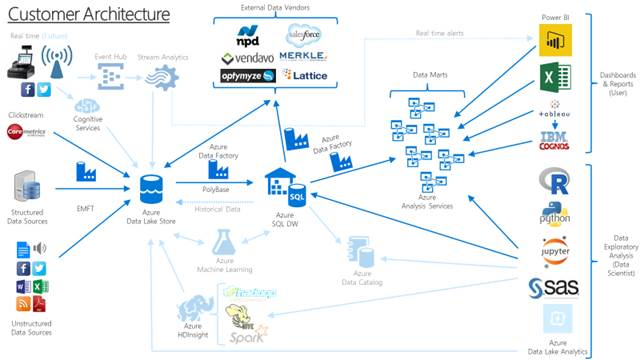 Customer Architecture
External Data Vendors
Real time (Future)
Event Hub
Stream Analytics
npd
salesforce
vendavo
MERKLE
optymyze
Lattice
Real time alerts
Power BI
Dashboards
& Reports
(User)
+ableau
IBM
COGNOS
Clickstream
Coremetrics
Cognitive
Services
Data Marts
Azure
Data Factory
Azure
Data Factory
PolyBase
SQL
EMFT
Structured
Data Sources
Azure
Data Lake Store
Historical Data
Azure
SQL DW
Azure
Analysis Services
R
python
jupyter
Data
Exploratory
Analysis
(Data
Scientist)
Azure
Machine Learning
Azure
Data Catalog
sas
Unstructured
Data Sources
Azure
HDInsight
HIVE
Spark
Azure
Data Lake Analytics